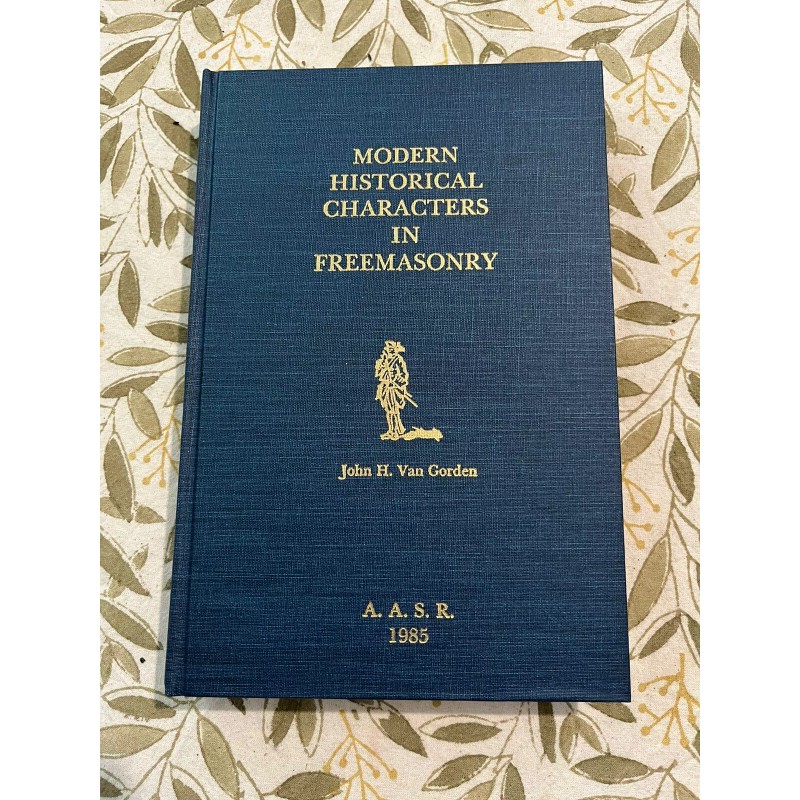 MODERN
HISTORICAL
CHARACTERS
IN
FREEMASONRY
John H. Van Gorden
A. A. S. R.
1985